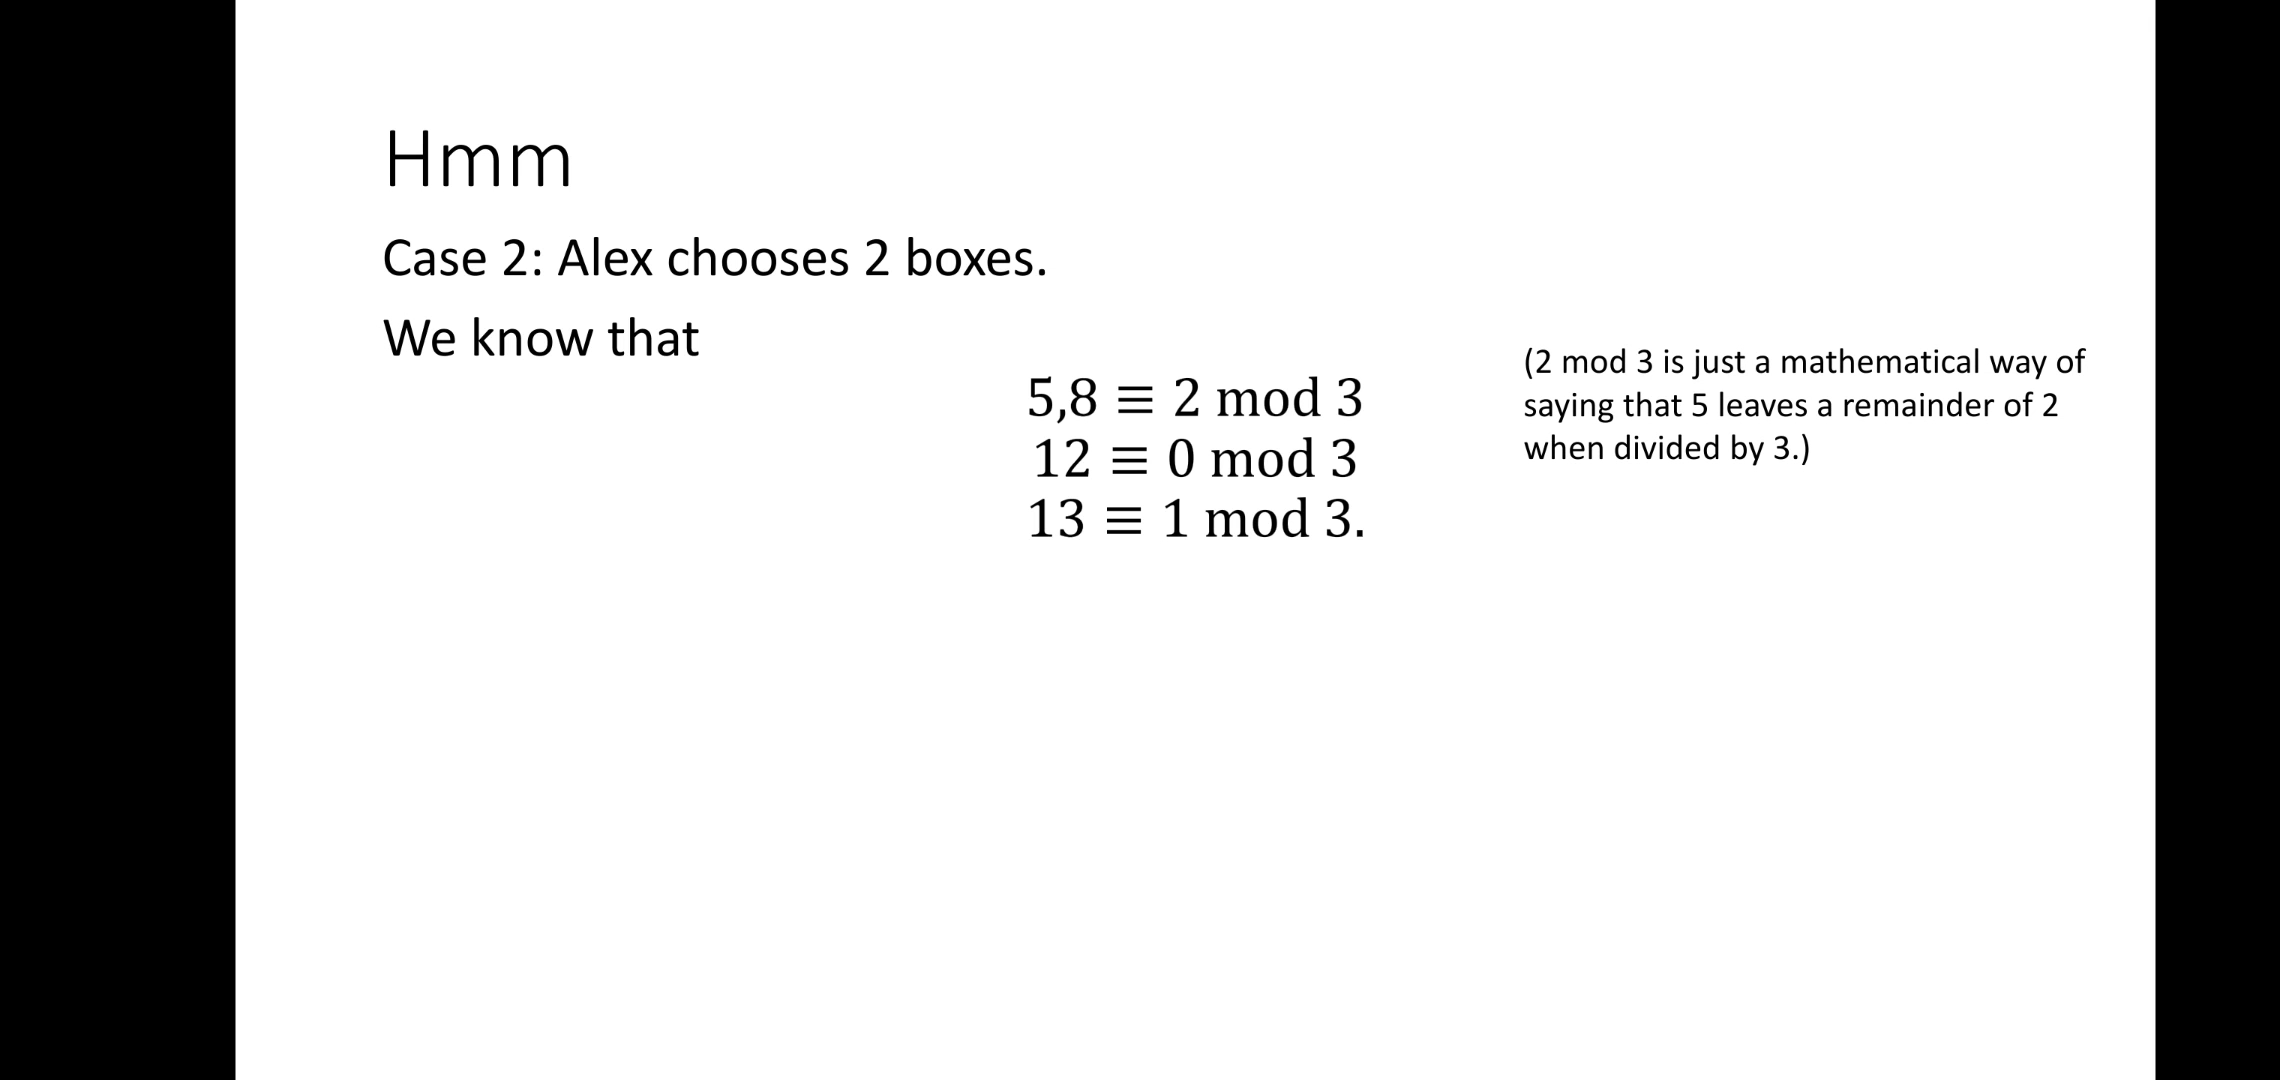 Hmm
Case 2: Alex chooses 2 boxes.
We know that
5,8 ≡ 2 mod 3
12 ≡ 0 mod 3
13 ≡ 1 mod 3.
(2 mod 3 is just a mathematical way of
saying that 5 leaves a remainder of 2
when divided by 3.)